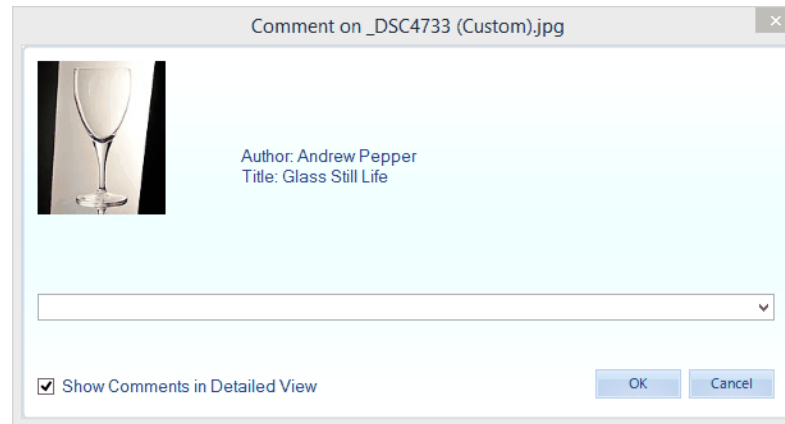 Comment on _DSC4733 (Custom).jpg
Author: Andrew Pepper
Title: Glass Still Life
Show Comments in Detailed View
OK
Cancel